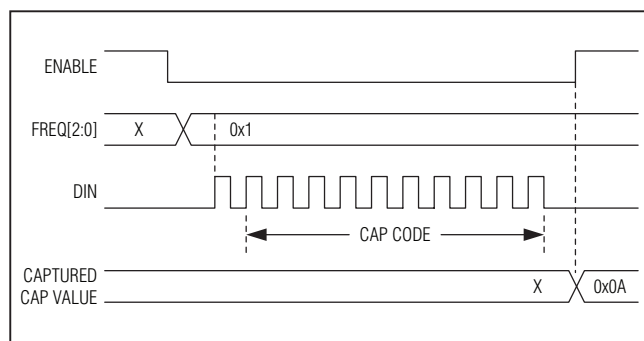 ENABLE
FREQ[2:0] X 0x1
DIN
CAP CODE
CAPTURED
CAP VALUE X 0x0A